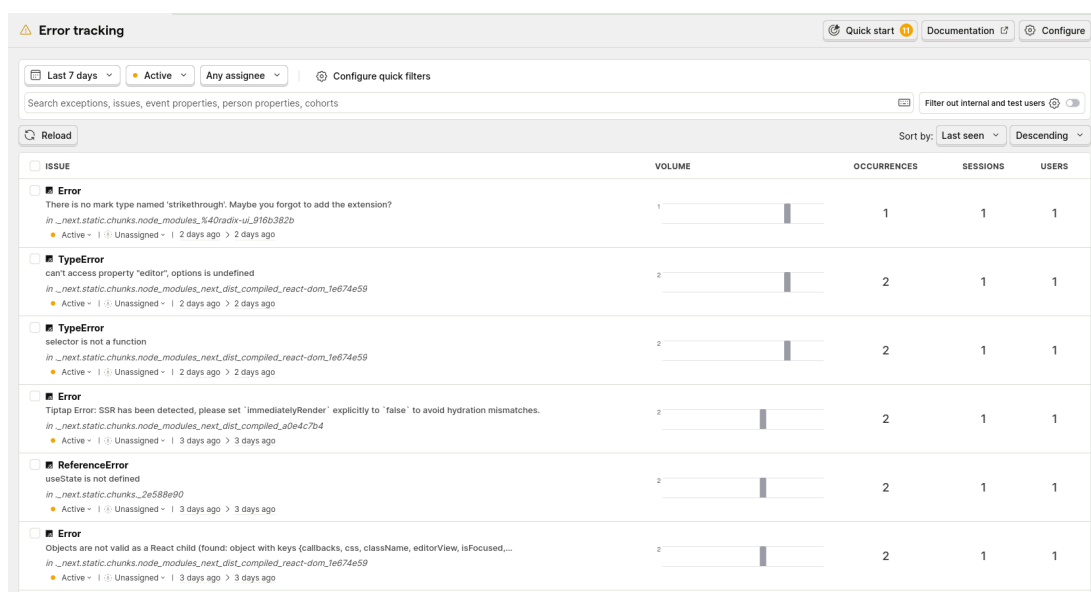 Error tracking
Quick start 11 Documentation Configure
Last 7 days Active Any assignee Configure quick filters
Search exceptions, issues, event properties, person properties, cohorts Filter out internal and test users
Reload Sort by: Last seen Descending
ISSUE VOLUME OCCURRENCES SESSIONS USERS
Error
There is no mark type named 'strikethrough'. Maybe you forgot to add the extension?
in ._next.static.chunks.node_modules_%40radix-ui_916b382b
Active Unassigned 2 days ago > 2 days ago
1 1 1 1
TypeError
can't access property "editor", options is undefined
in ._next.static.chunks.node_modules_next_dist_compiled_react-dom_1e674e59
Active Unassigned 2 days ago > 2 days ago
2 2 1 1
TypeError
selector is not a function
in ._next.static.chunks.node_modules_next_dist_compiled_react-dom_1e674e59
Active Unassigned 2 days ago > 2 days ago
2 2 1 1
Error
Tiptap Error: SSR has been detected, please set `immediatelyRender` explicitly to `false` to avoid hydration mismatches.
in ._next.static.chunks.node_modules_next_dist_compiled_a0e4c7b4
Active Unassigned 3 days ago > 3 days ago
2 2 1 1
ReferenceError
useState is not defined
in ._next.static.chunks._2e588e90
Active Unassigned 3 days ago > 3 days ago
2 2 1 1
Error
Objects are not valid as a React child (found: object with keys {callbacks, css, className, editorView, isFocused,...
in ._next.static.chunks.node_modules_next_dist_compiled_react-dom_1e674e59
Active Unassigned 3 days ago > 3 days ago
2 2 1 1